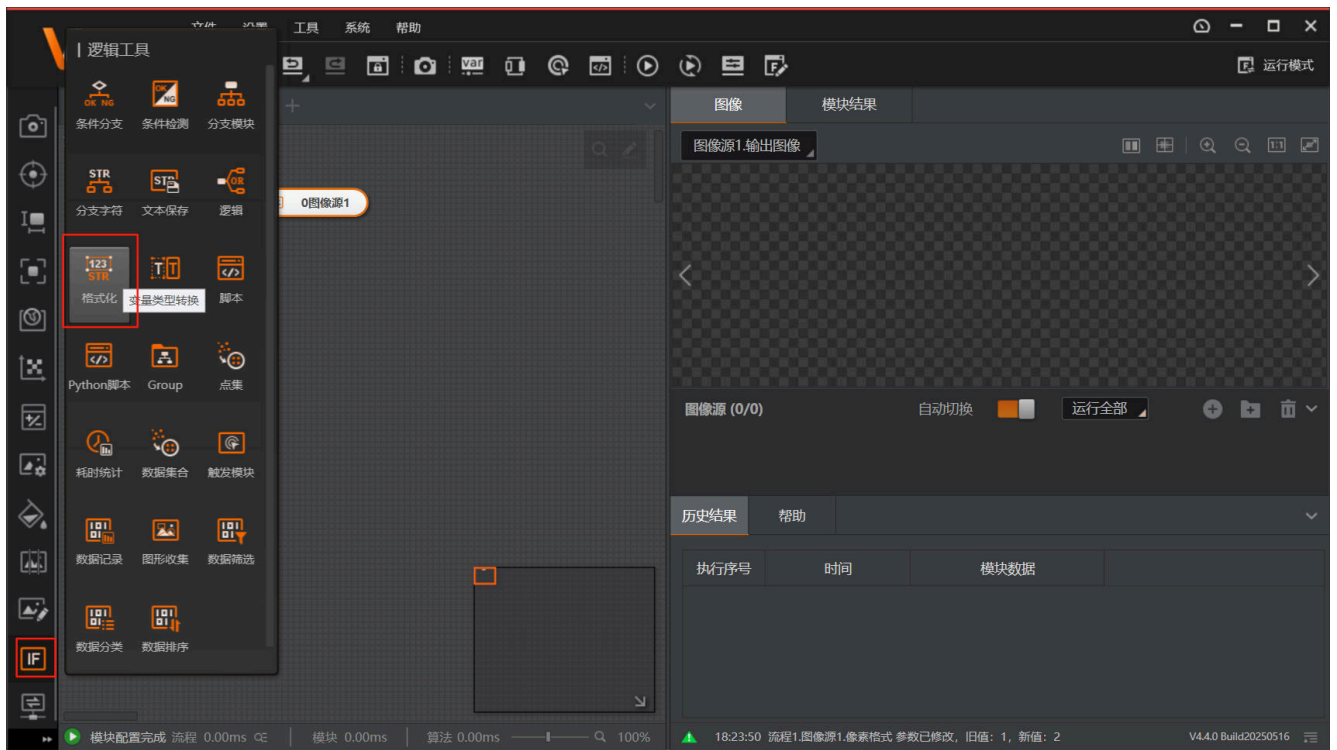 文件 设置 工具 系统 帮助
逻辑工具
运行模式
条件分支 条件检测 分支模块
分支字符 文本保存 逻辑
格式化 变量类型转换 脚本
Python脚本 Group 点集
耗时统计 数据集合 触发模块
数据记录 图形收集 数据筛选
数据分类 数据排序
0图像源1
图像 模块结果
图像源1.输出图像
1:1
图像源 (0/0) 自动切换 运行全部
历史结果 帮助
执行序号 时间 模块数据
IF
模块配置完成 流程 0.00ms 模块 0.00ms 算法 0.00ms 100%
18:23:50 流程1.图像源1.像素格式 参数已修改，旧值：1，新值：2 V4.4.0 Build20250516